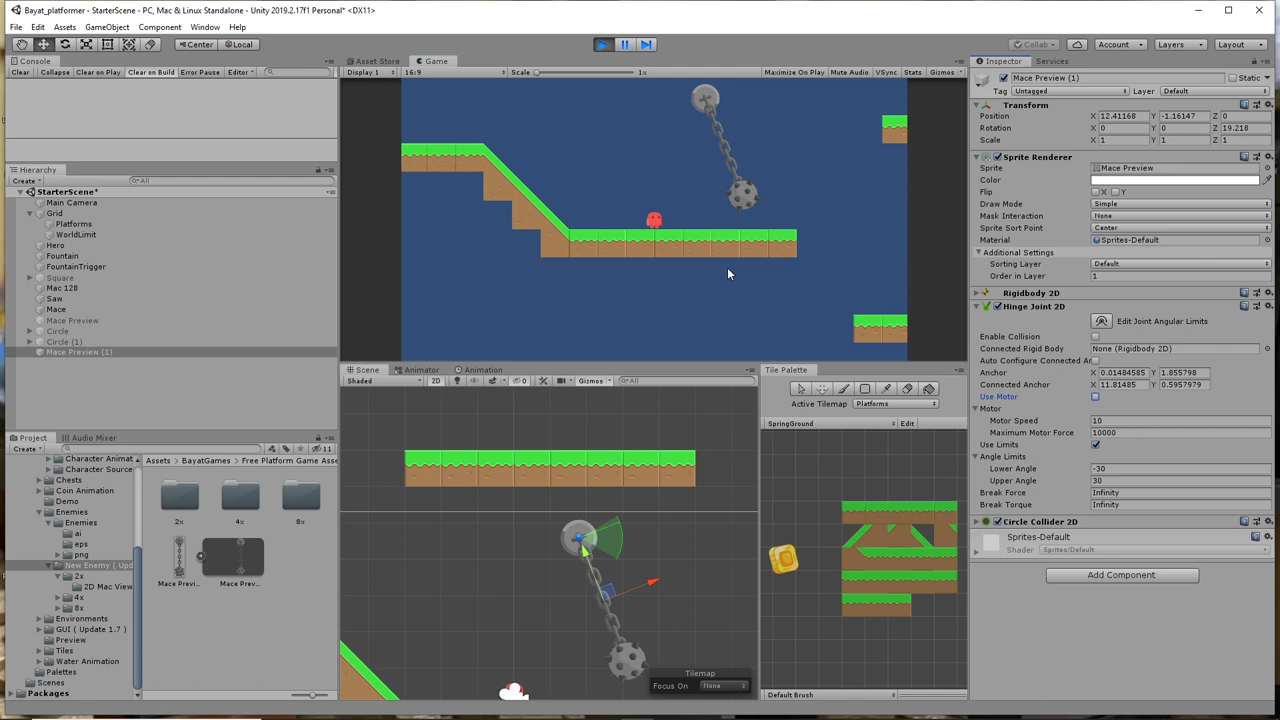 Bayat_platformer - StarterScene - PC, Mac & Linux Standalone - Unity 2019.2.17f1 Personal* <DX11>
File Edit Assets GameObject Component Window Help
Center Local Collab Account Layers Layout
Console
Clear Collapse Clear on Play Clear on Build Error Pause Editor
Asset Store Game
Display 1 16:9 Scale 1x Maximize On Play Mute Audio VSync Stats Gizmos
Hierarchy
Create All
StarterScene*
Main Camera
Grid
Platforms
WorldLimit
Hero
Fountain
FountainTrigger
Square
Mac 128
Saw
Mace
Mace Preview
Circle
Circle (1)
Mace Preview (1)
Scene Animator Animation
Shaded 2D 0 Gizmos All
Tilemap
Focus On None
Tile Palette
Active Tilemap Platforms
SpringGround Edit
Default Brush
Project Audio Mixer
Create 11
Character Animat
Character Source
Chests
Coin Animation
Demo
Enemies
Enemies
ai
eps
png
New Enemy ( Upd
2x
2D Mac View
4x
8x
Environments
GUI ( Update 1.7 )
Preview
Tiles
Water Animation
Palettes
Scenes
Packages
Assets BayatGames Free Platform Game Asse
2x 4x 8x
Mace Previ... Mace Prev...
Inspector Services
Mace Preview (1) Static
Tag Untagged Layer Default
Transform
Position X 12.41168 Y -1.16147 Z 0
Rotation X 0 Y 0 Z 19.218
Scale X 1 Y 1 Z 1
Sprite Renderer
Sprite Mace Preview
Color
Flip X Y
Draw Mode Simple
Mask Interaction None
Sprite Sort Point Center
Material Sprites-Default
Additional Settings
Sorting Layer Default
Order in Layer 1
Rigidbody 2D
Hinge Joint 2D
Edit Joint Angular Limits
Enable Collision
Connected Rigid Body None (Rigidbody 2D)
Auto Configure Connected An
Anchor X 0.01484585 Y 1.855798
Connected Anchor X 11.81485 Y 0.5957979
Use Motor
Motor
Motor Speed 10
Maximum Motor Force 10000
Use Limits
Angle Limits
Lower Angle -30
Upper Angle 30
Break Force Infinity
Break Torque Infinity
Circle Collider 2D
Sprites-Default
Shader Sprites/Default
Add Component